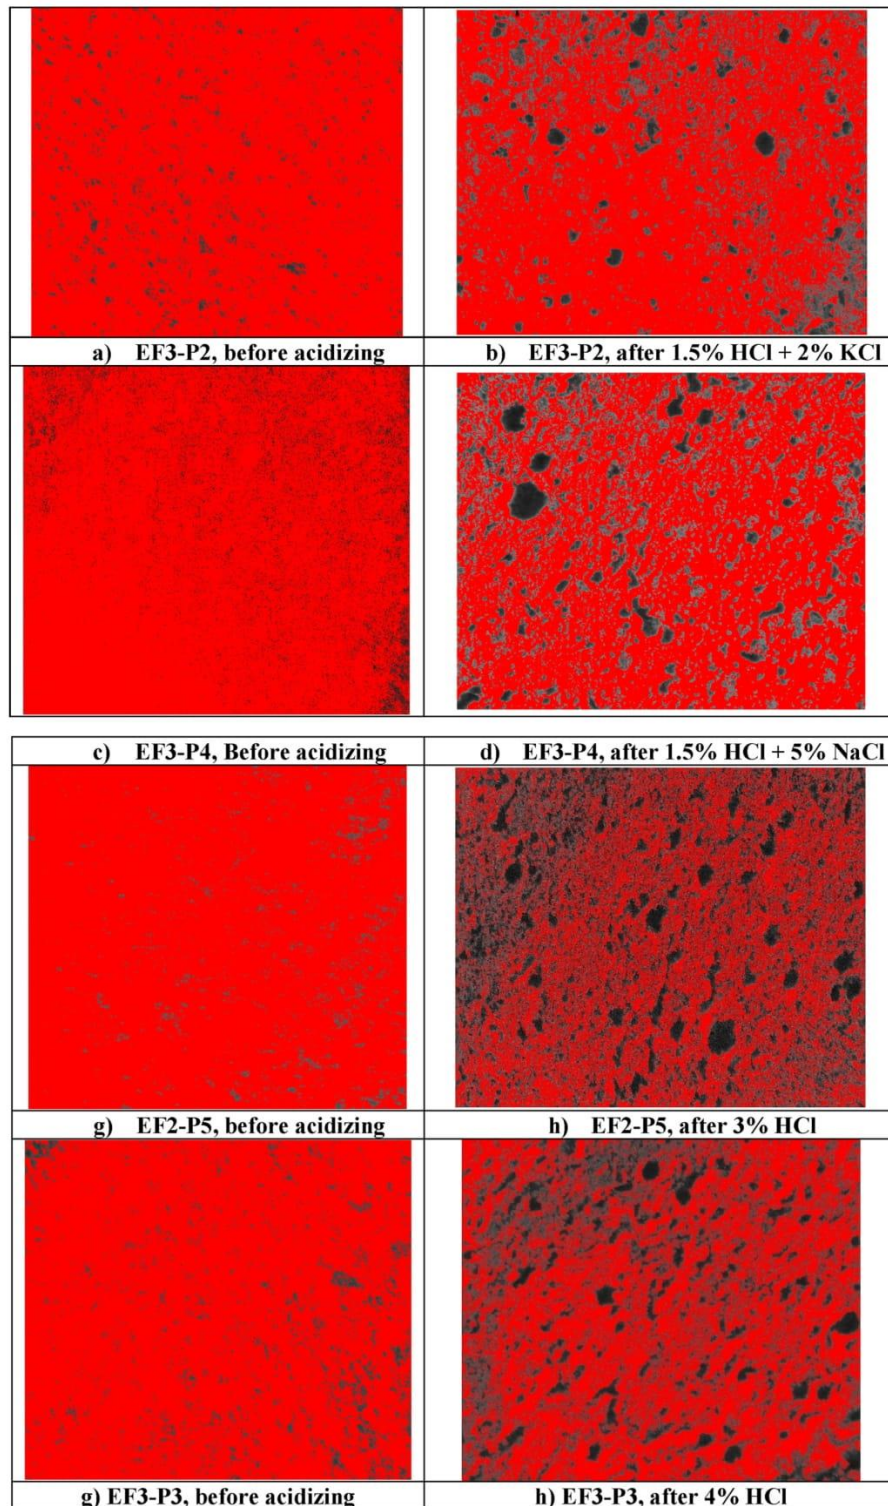 a) EF3-P2, before acidizing
b) EF3-P2, after 1.5% HCl + 2% KCl
c) EF3-P4, Before acidizing
d) EF3-P4, after 1.5% HCl + 5% NaCl
g) EF2-P5, before acidizing
h) EF2-P5, after 3% HCl
g) EF3-P3, before acidizing
h) EF3-P3, after 4% HCl